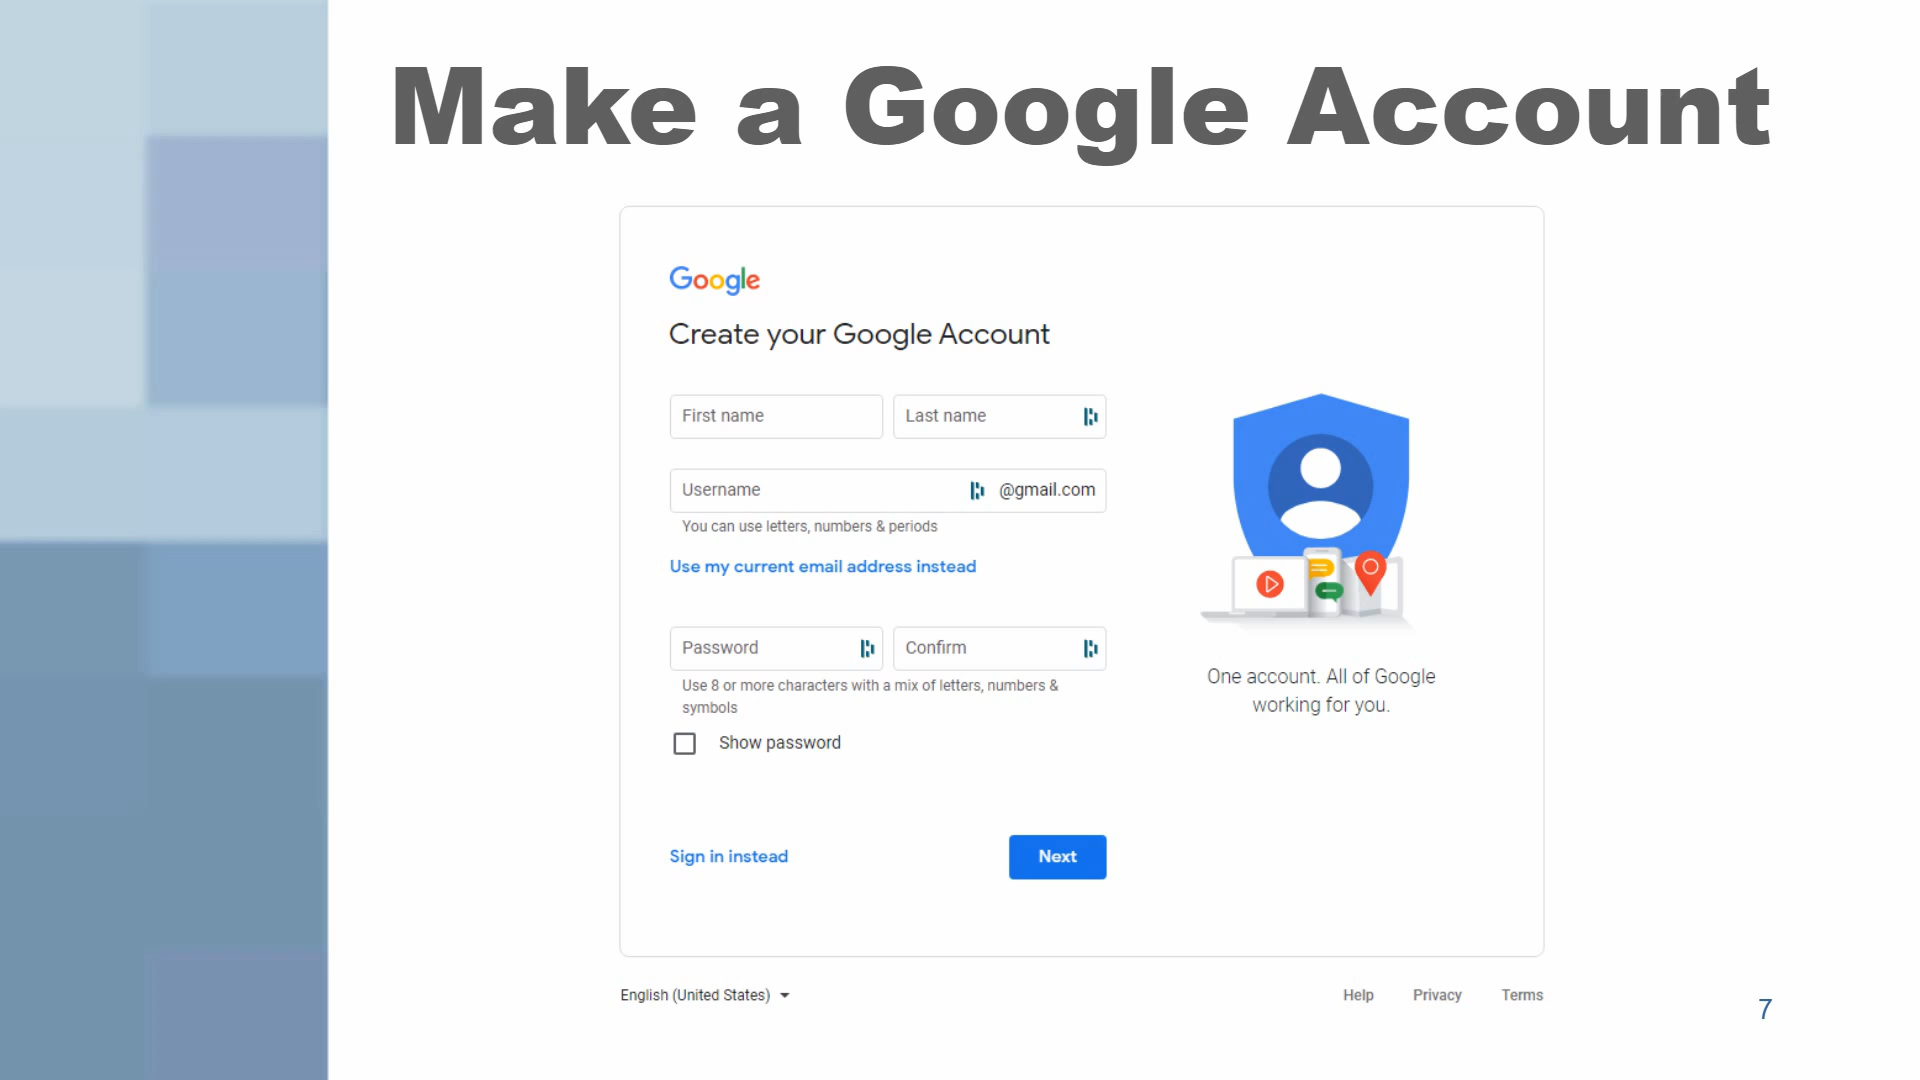 Make a Google Account
Google
Create your Google Account
First name
Last name
Username
@gmail.com
You can use letters, numbers & periods
Use my current email address instead
Password
Confirm
Use 8 or more characters with a mix of letters, numbers &
symbols
Show password
One account. All of Google
working for you.
Sign in instead
Next
English (United States)
Help
Privacy
Terms
7